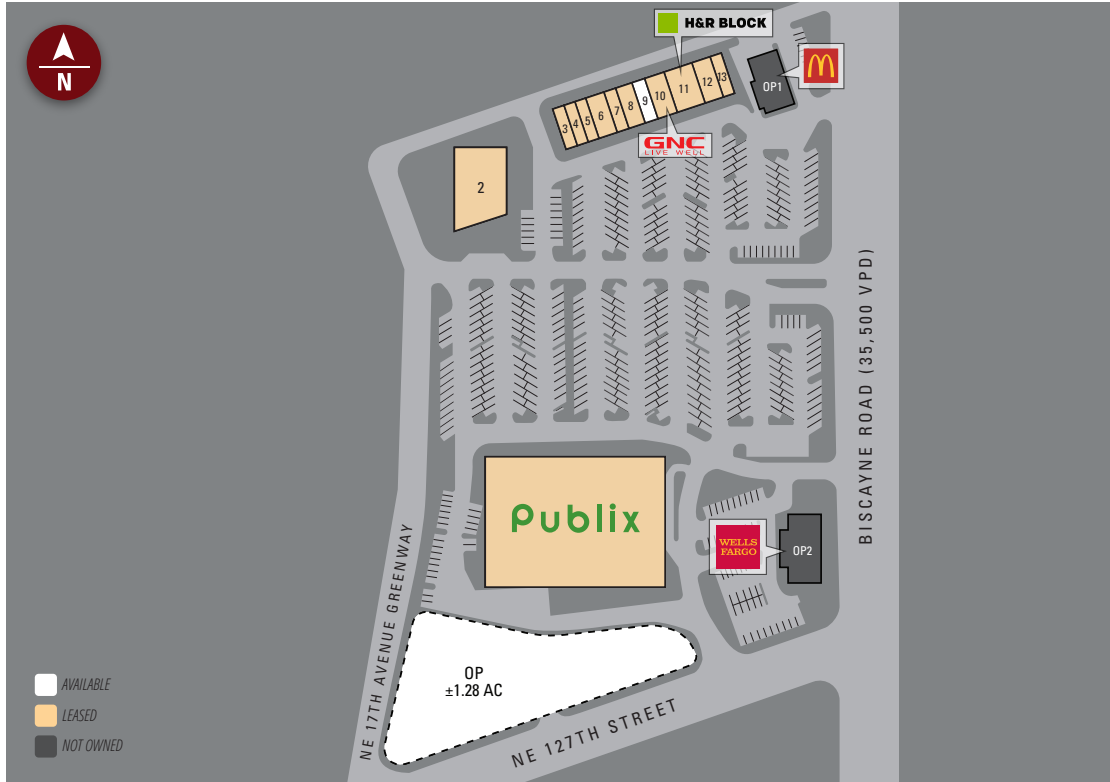 N
H&R BLOCK
3
4
5
6
7
8
9
10
11
12
13
OP1
GNC
LIVE WELL
2
BISCAYNE ROAD (35,500 VPD)
Publix
WELLS
FARGO
OP2
NE 17TH AVENUE GREENWAY
OP
±1.28 AC
NE 127TH STREET
AVAILABLE
LEASED
NOT OWNED